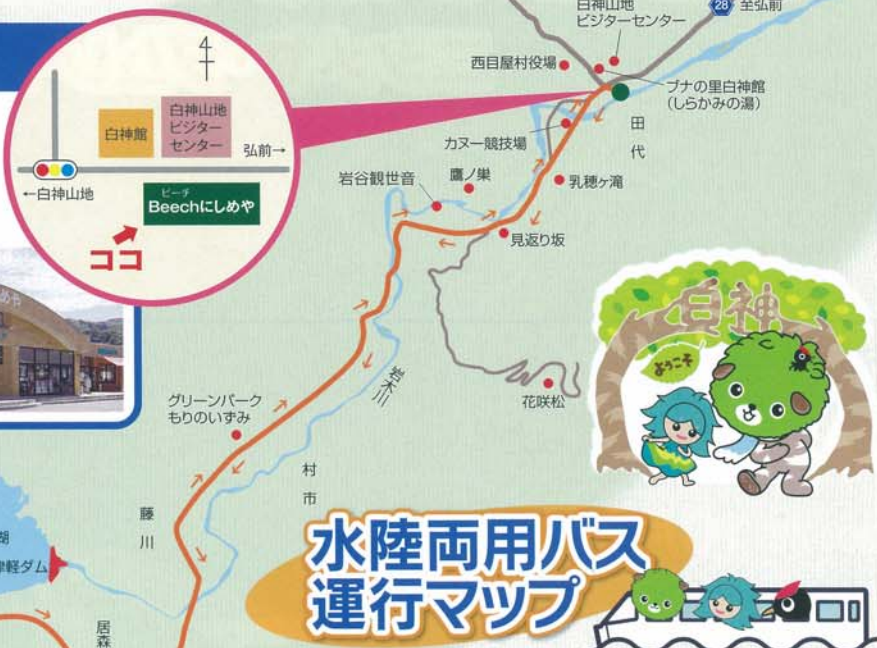 白神山地
ビジターセンター
28
至弘前
西目屋村役場
ブナの里白神館
(しらかみの湯)
田代
カヌー競技場
白神館
白神山地
ビジター
センター
弘前→
←白神山地
ビーチ
Beechにしめや
ココ
岩谷観世音
鷹ノ巣
乳穂ヶ滝
見返り坂
白神
ようこそ
岩木川
花咲松
グリーンパーク
もりのいずみ
村市
藤川
湖
津軽ダム
居森
水陸両用バス
運行マップ